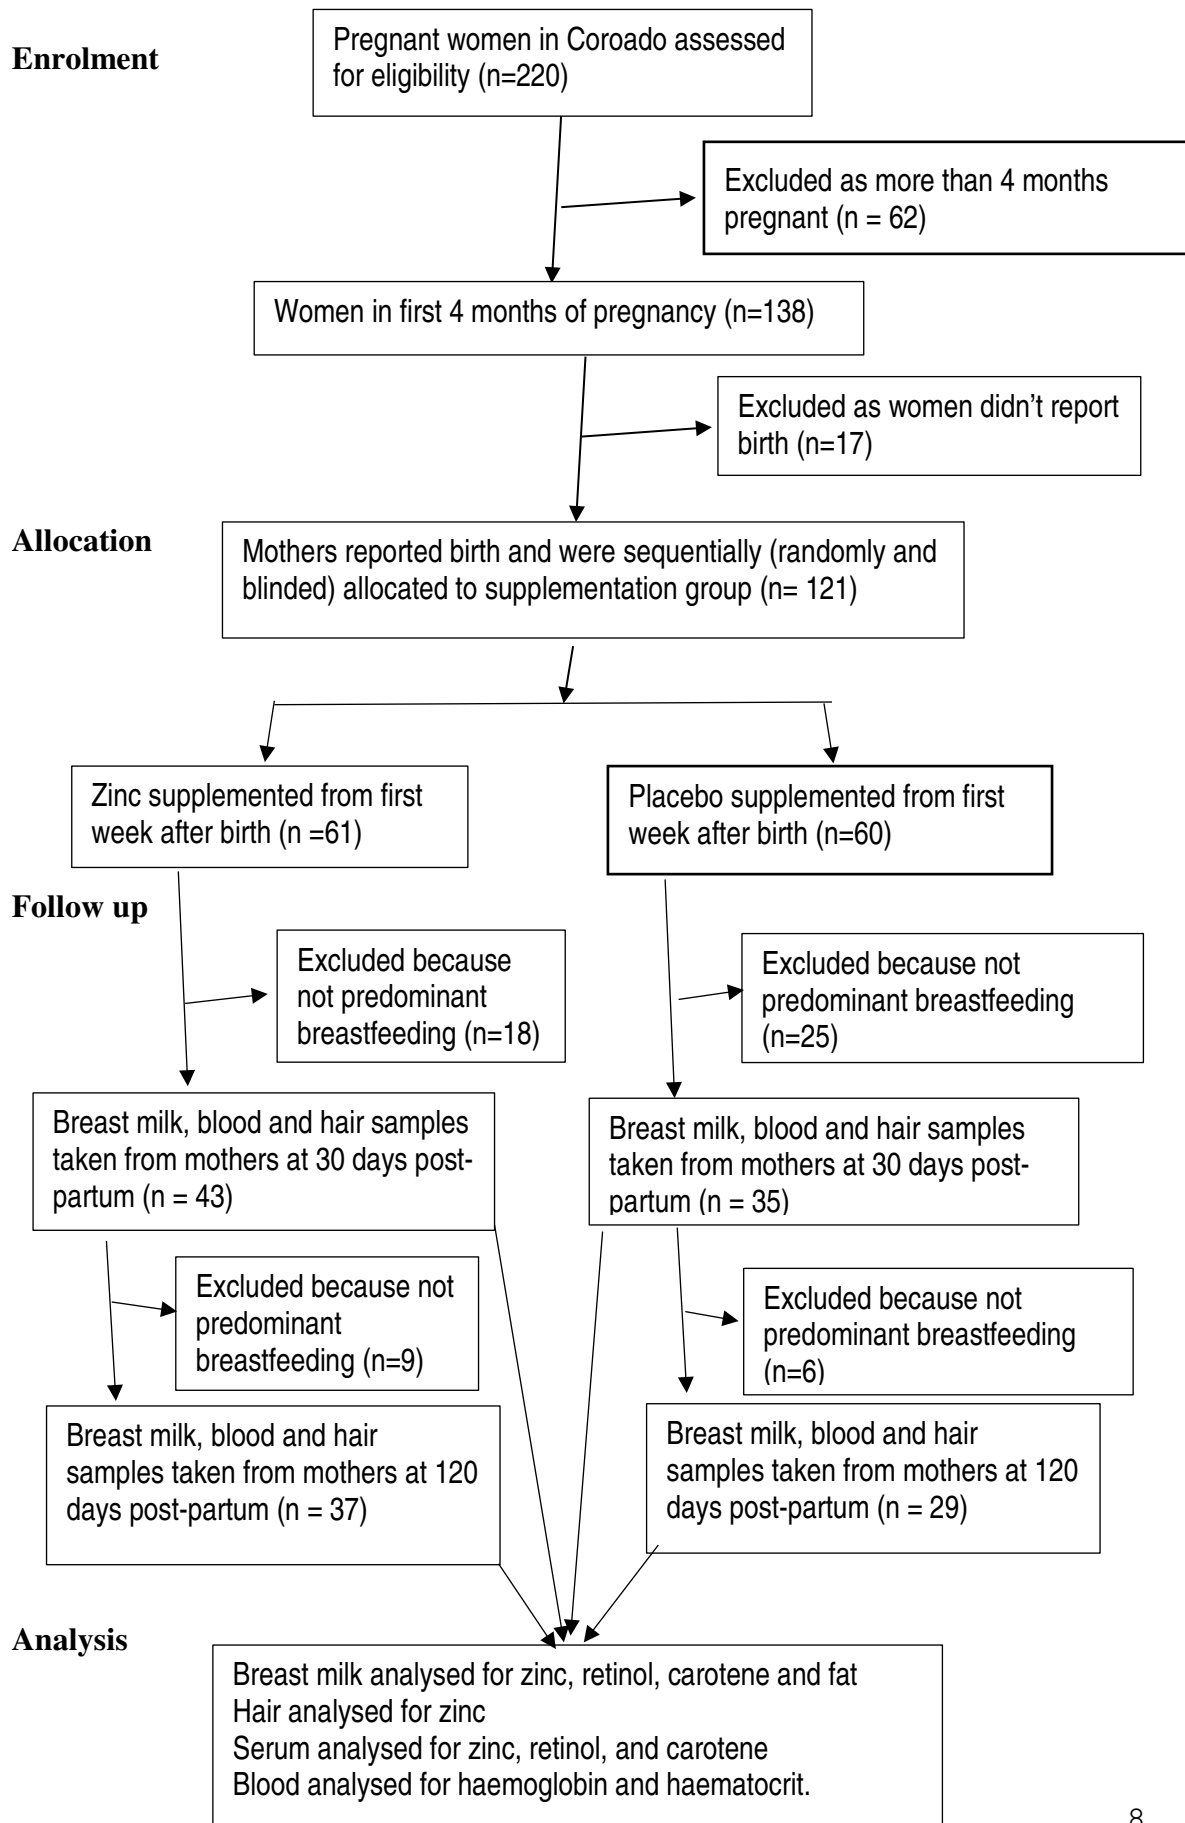 Enrolment
Pregnant women in Coroado assessed
for eligibility (n=220)
Excluded as more than 4 months
pregnant (n = 62)
Women in first 4 months of pregnancy (n=138)
Excluded as women didn't report
birth (n=17)
Allocation
Mothers reported birth and were sequentially (randomly and
blinded) allocated to supplementation group (n= 121)
Zinc supplemented from first
week after birth (n =61)
Placebo supplemented from first
week after birth (n=60)
Follow up
Excluded because
not predominant
breastfeeding (n=18)
Excluded because not
predominant breastfeeding
(n=25)
Breast milk, blood and hair samples
taken from mothers at 30 days post-
partum (n = 43)
Breast milk, blood and hair samples
taken from mothers at 30 days post-
partum (n = 35)
Excluded because not
predominant
breastfeeding (n=9)
Excluded because not
predominant breastfeeding
(n=6)
Breast milk, blood and hair
samples taken from mothers at 120
days post-partum (n = 37)
Breast milk, blood and hair
samples taken from mothers at 120
days post-partum (n = 29)
Analysis
Breast milk analysed for zinc, retinol, carotene and fat
Hair analysed for zinc
Serum analysed for zinc, retinol, and carotene
Blood analysed for haemoglobin and haematocrit.
8